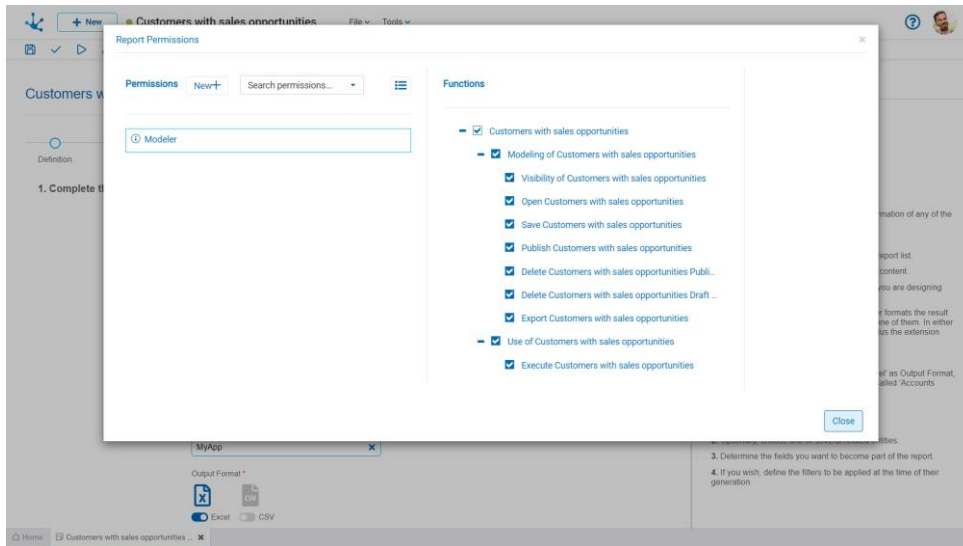 + New
Customers with sales opportunities
File
Tools
Report Permissions
×
Permissions
New+
Search permissions...
Functions
Modeler
Customers with sales opportunities
Modeling of Customers with sales opportunities
Visibility of Customers with sales opportunities
Open Customers with sales opportunities
Save Customers with sales opportunities
Publish Customers with sales opportunities
Delete Customers with sales opportunities Publi...
Delete Customers with sales opportunities Draft ...
Export Customers with sales opportunities
Use of Customers with sales opportunities
Execute Customers with sales opportunities
Close
Customers w
Definition
1. Complete t
mation of any of the
eport list.
content.
you are designing
r formats the result
ne of them. In either
us the extension
el' as Output Format,
alled 'Accounts
MyApp
Output Format *
Excel
CSV
3. Determine the fields you want to become part of the report.
4. If you wish, define the filters to be applied at the time of their
generation
Home
Customers with sales opportunities ..